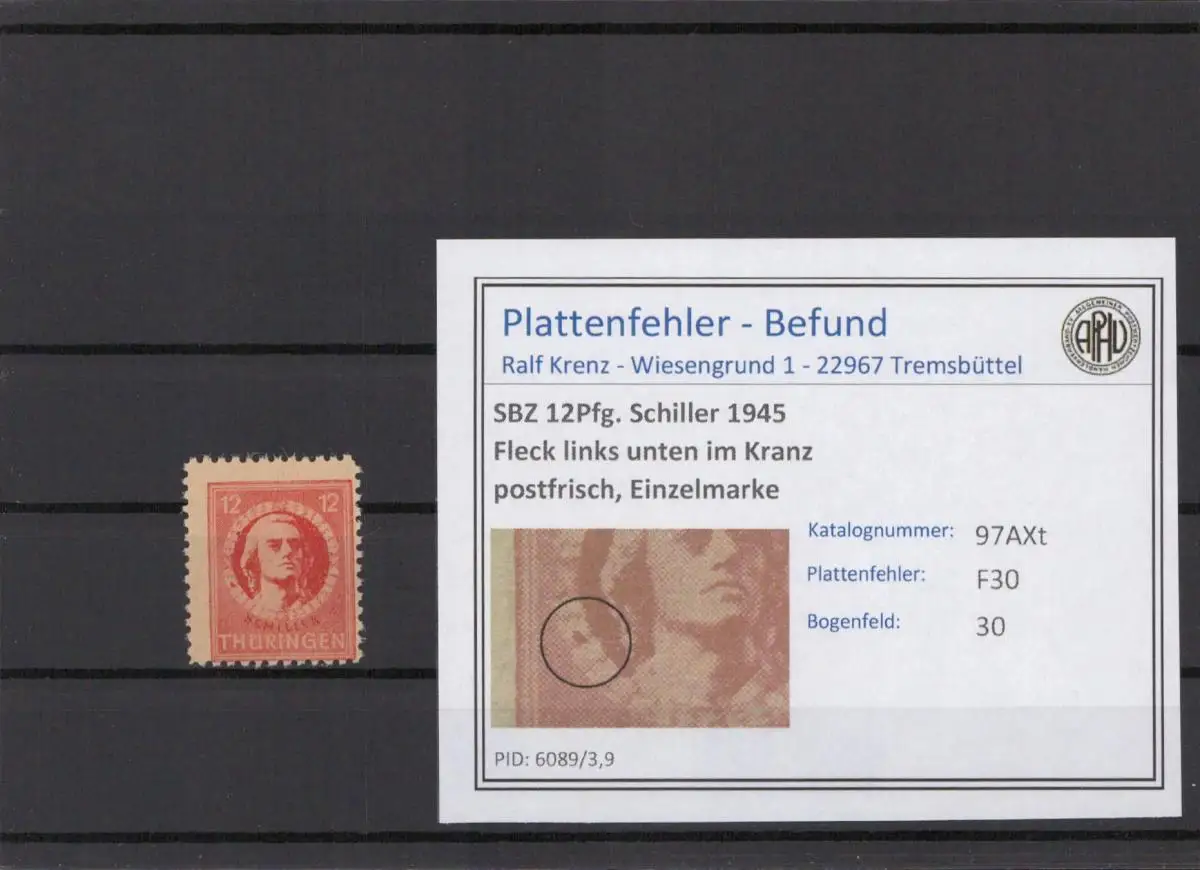 12 12
SCHILLER
THÜRINGEN
Plattenfehler - Befund
Ralf Krenz - Wiesengrund 1 - 22967 Tremsbüttel
APHV
SBZ 12Pfg. Schiller 1945
Fleck links unten im Kranz
postfrisch, Einzelmarke
Katalognummer: 97AXt
Plattenfehler: F30
Bogenfeld: 30
PID: 6089/3,9